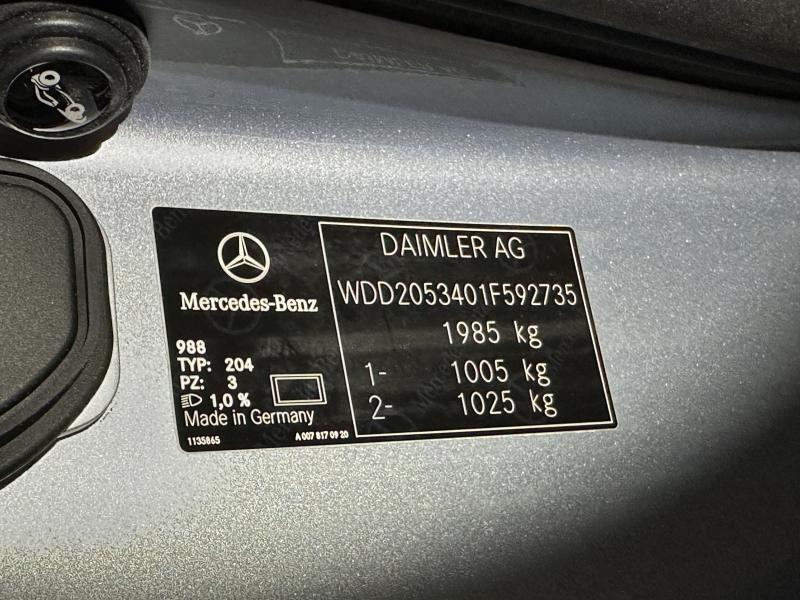 Mercedes-Benz
988
TYP: 204
PZ: 3
1,0 %
Made in Germany
1135865 A 007 817 09 20
DAIMLER AG
WDD2053401F592735
1985 kg
1- 1005 kg
2- 1025 kg